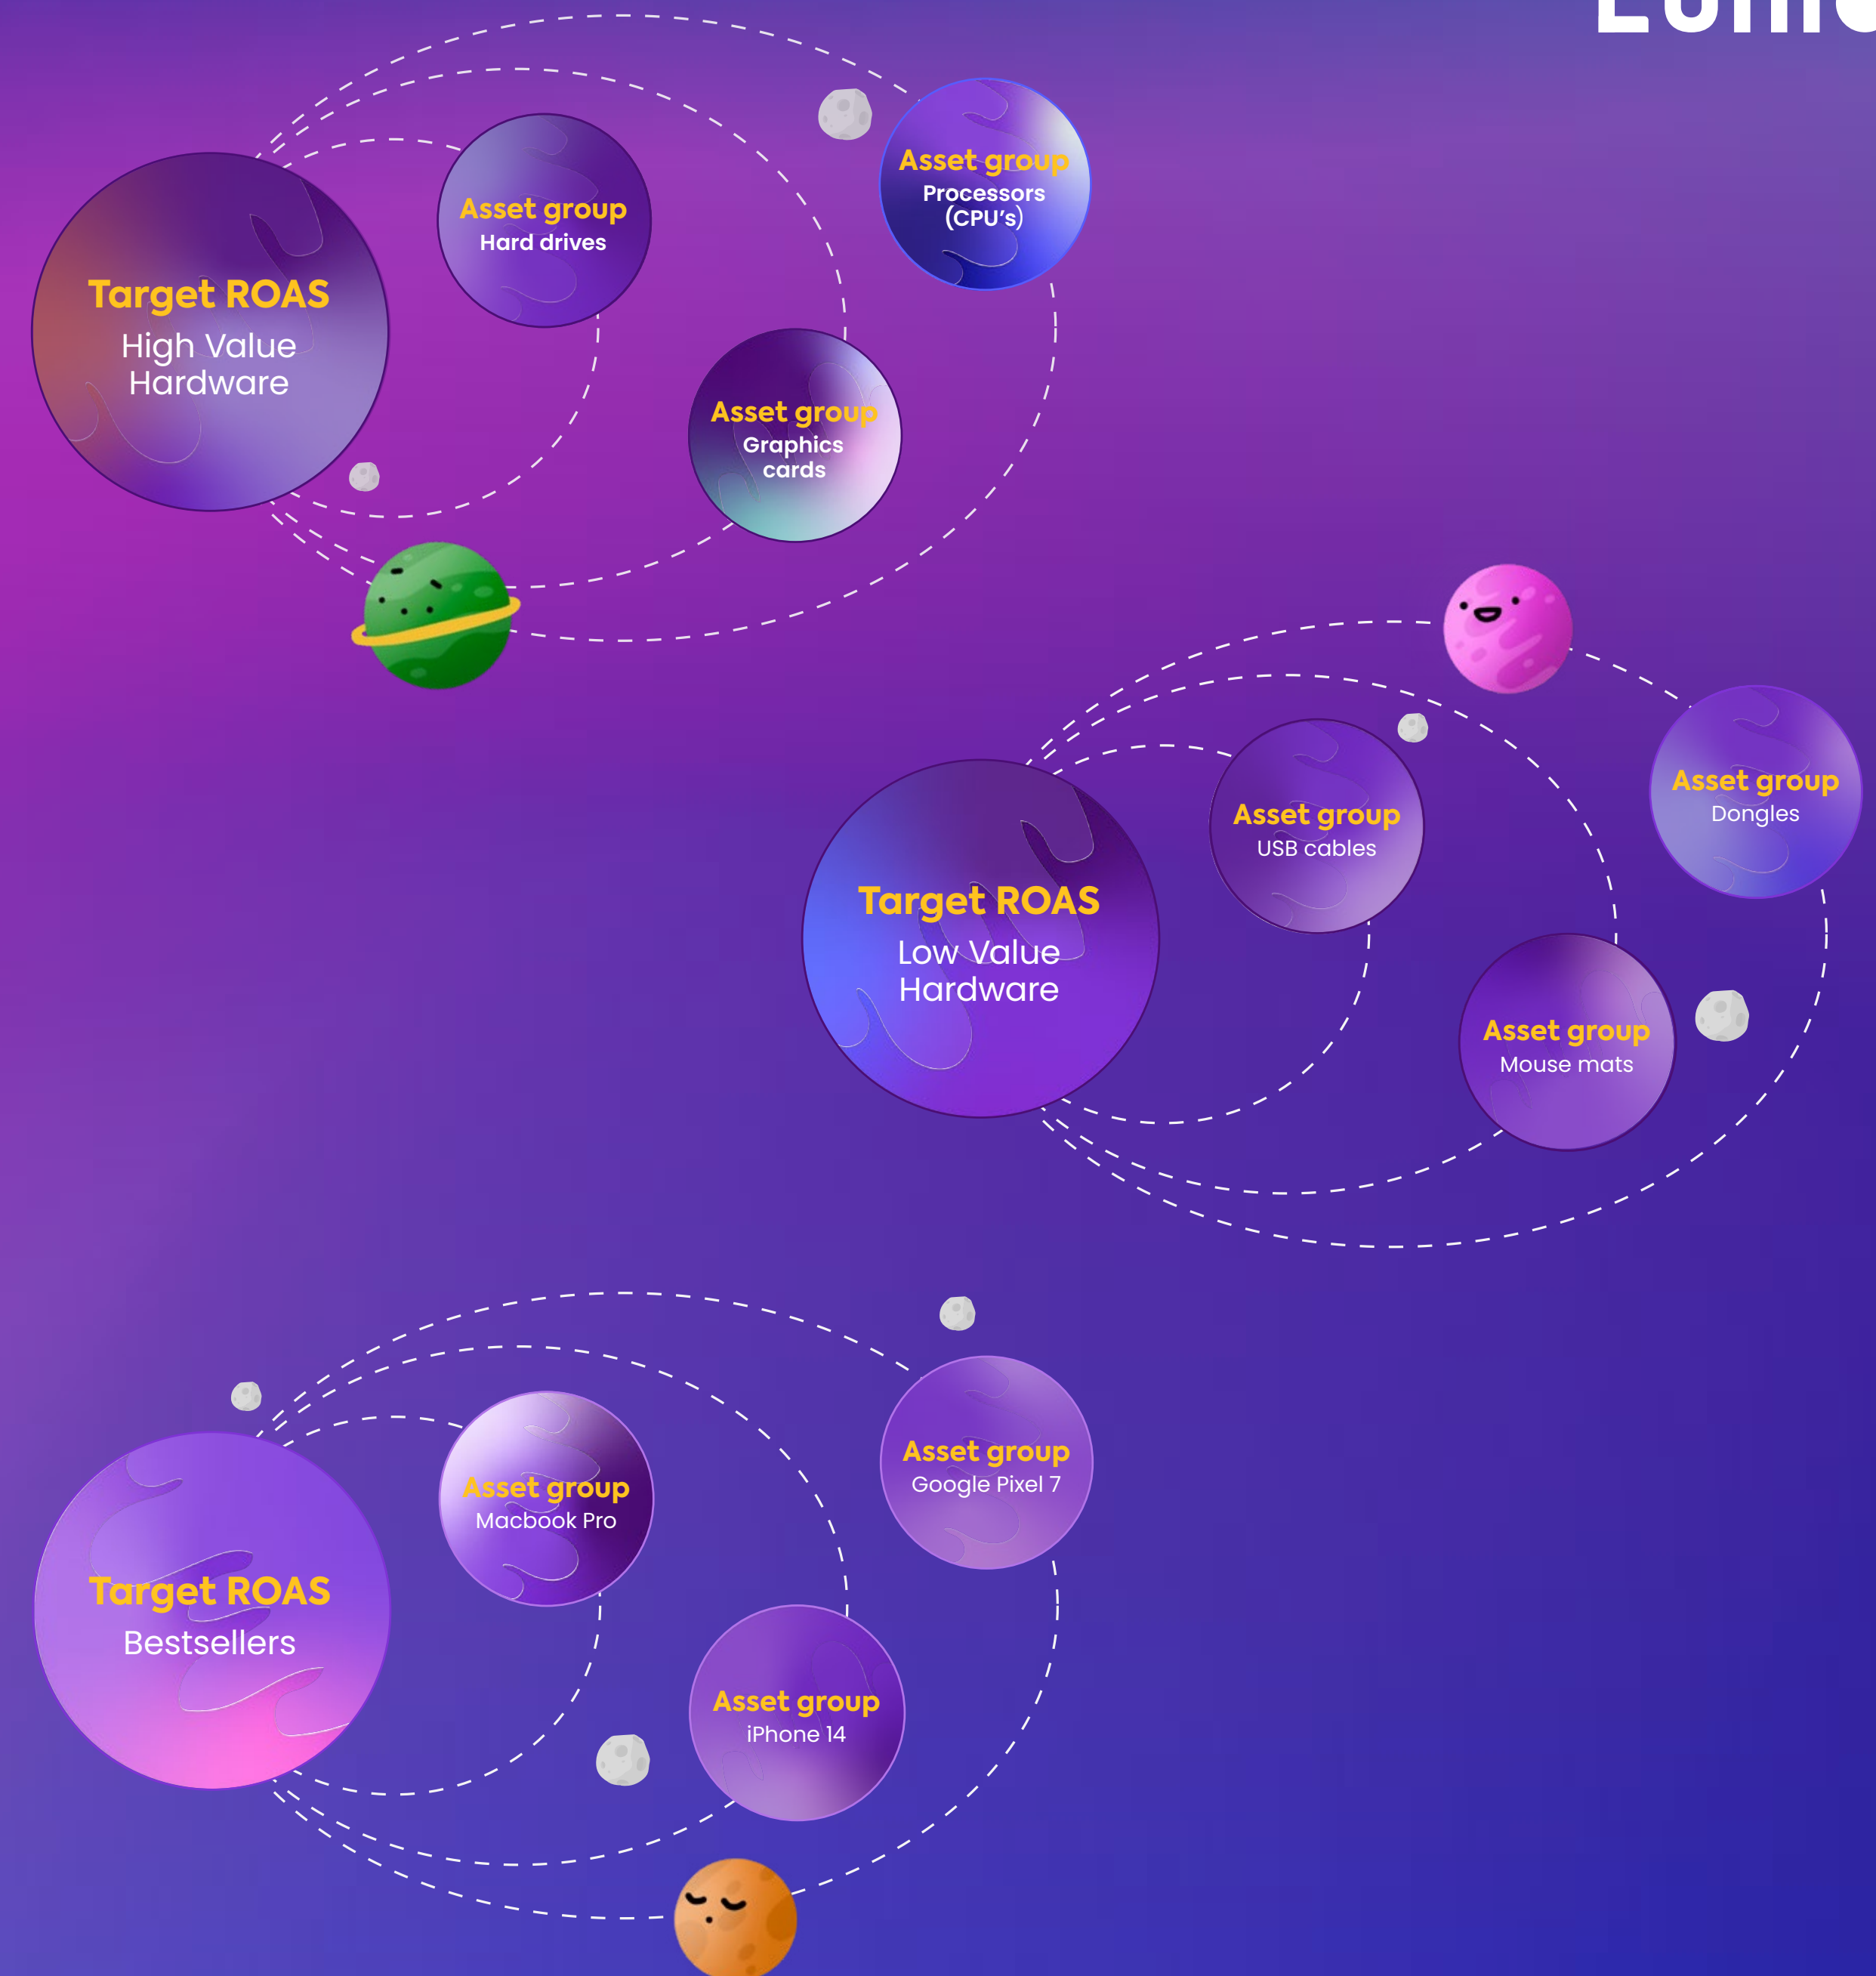 Asset group
Processors
(CPU's)
Asset group
Hard drives
Target ROAS
High Value
Hardware
Asset group
Graphics
cards
Asset group
Dongles
Asset group
USB cables
Target ROAS
Low Value
Hardware
Asset group
Mouse mats
Asset group
Google Pixel 7
Asset group
Macbook Pro
Target ROAS
Bestsellers
Asset group
iPhone 14